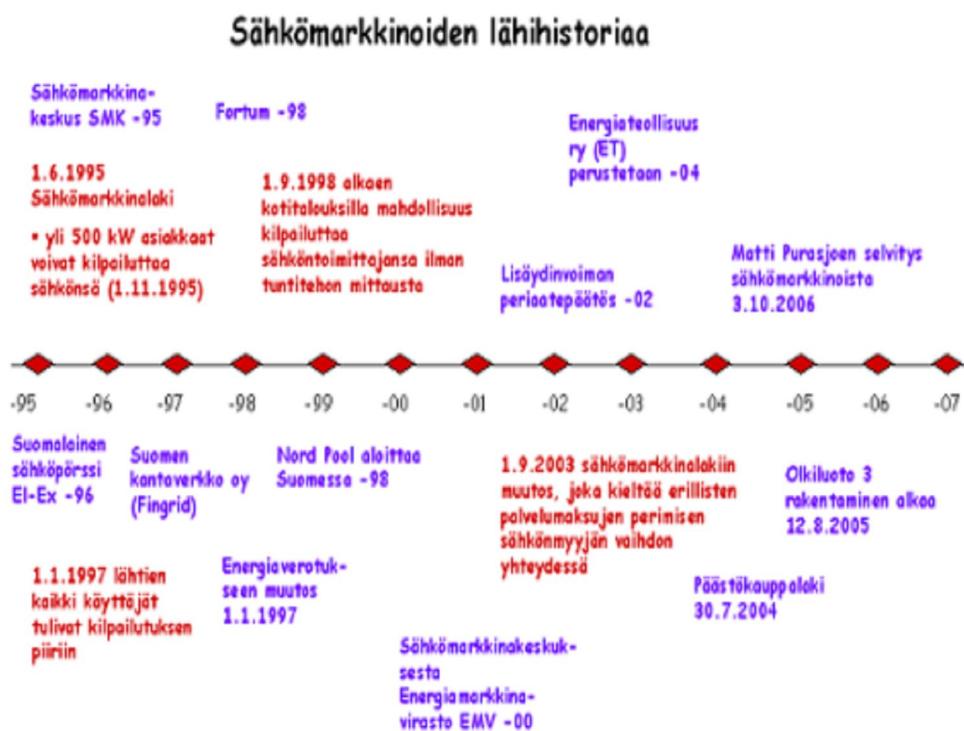 Sähkömarkkinoiden lähihistoriaa
Sähkömarkkina-
keskus SMK -95
Fortum -98
Energiateollisuus
ry (ET)
perustetaan -04
1.6.1995
Sähkömarkkinalaki
• yli 500 kW asiakkaat
voivat kilpailuttaa
sähkönsä (1.11.1995)
1.9.1998 alkaen
kotitalouksilla mahdollisuus
kilpailuttaa
sähköntoimittajansa ilman
tuntitehon mittausta
Lisäydinvoiman
periaatepäätös -02
Matti Purasjoen selvitys
sähkömarkkinoista
3.10.2006
-95 -96 -97 -98 -99 -00 -01 -02 -03 -04 -05 -06 -07
Suomalainen
sähköpörssi
El-Ex -96
Suomen
kantaverkko oy
(Fingrid)
Nord Pool aloittaa
Suomessa -98
1.9.2003 sähkömarkkinalakiin
muutos, joka kieltää erillisten
palvelumaksujen perimisen
sähkönmyyjän vaihdon
yhteydessä
Olkiluoto 3
rakentaminen alkaa
12.8.2005
1.1.1997 lähtien
kaikki käyttäjät
tulivat kilpailutuksen
piiriin
Energiaverotuk-
seen muutos
1.1.1997
Päästökauppalaki
30.7.2004
Sähkömarkkinakeskuk-
sesta
Energiamarkkina-
virasto EMV -00